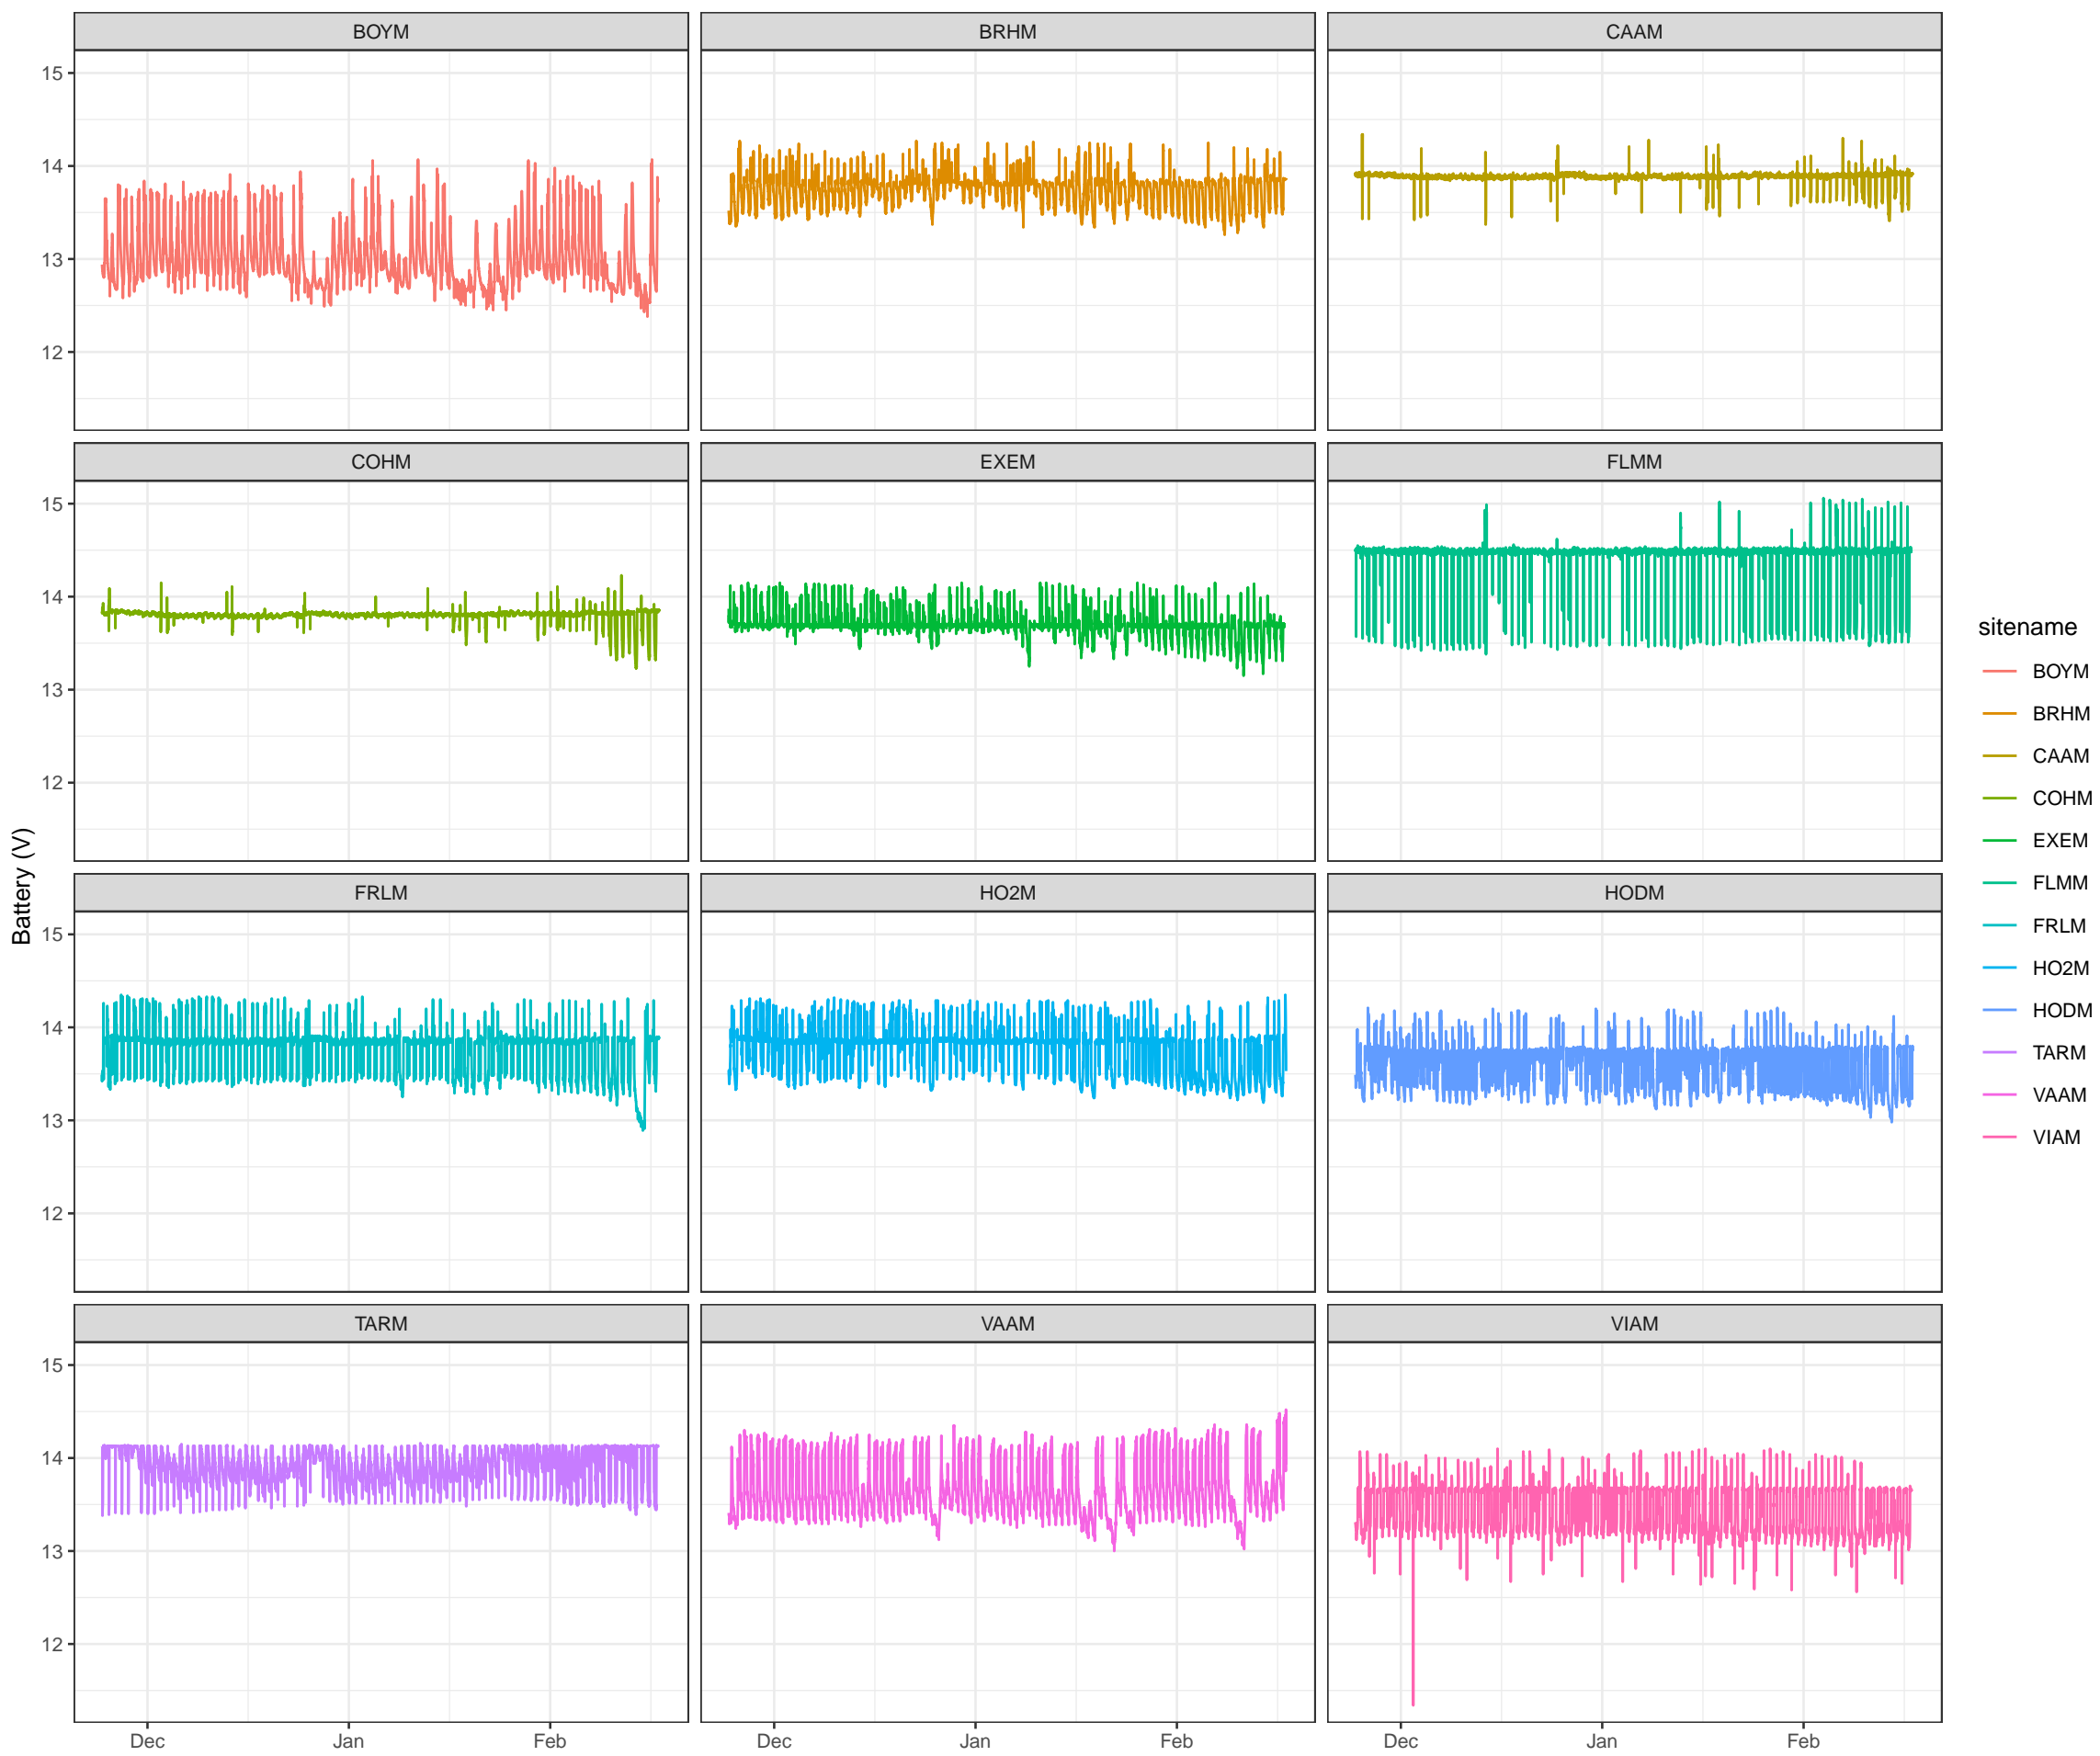 BOYM BRHM CAAM
15
14
13
12
COHM EXEM FLMM
15
14
13
12
FRLM HO2M HODM
15
14
13
12
TARM VAAM VIAM
15
14
13
12
Dec Jan Feb Dec Jan Feb Dec Jan Feb
Battery (V)
sitename
BOYM
BRHM
CAAM
COHM
EXEM
FLMM
FRLM
HO2M
HODM
TARM
VAAM
VIAM